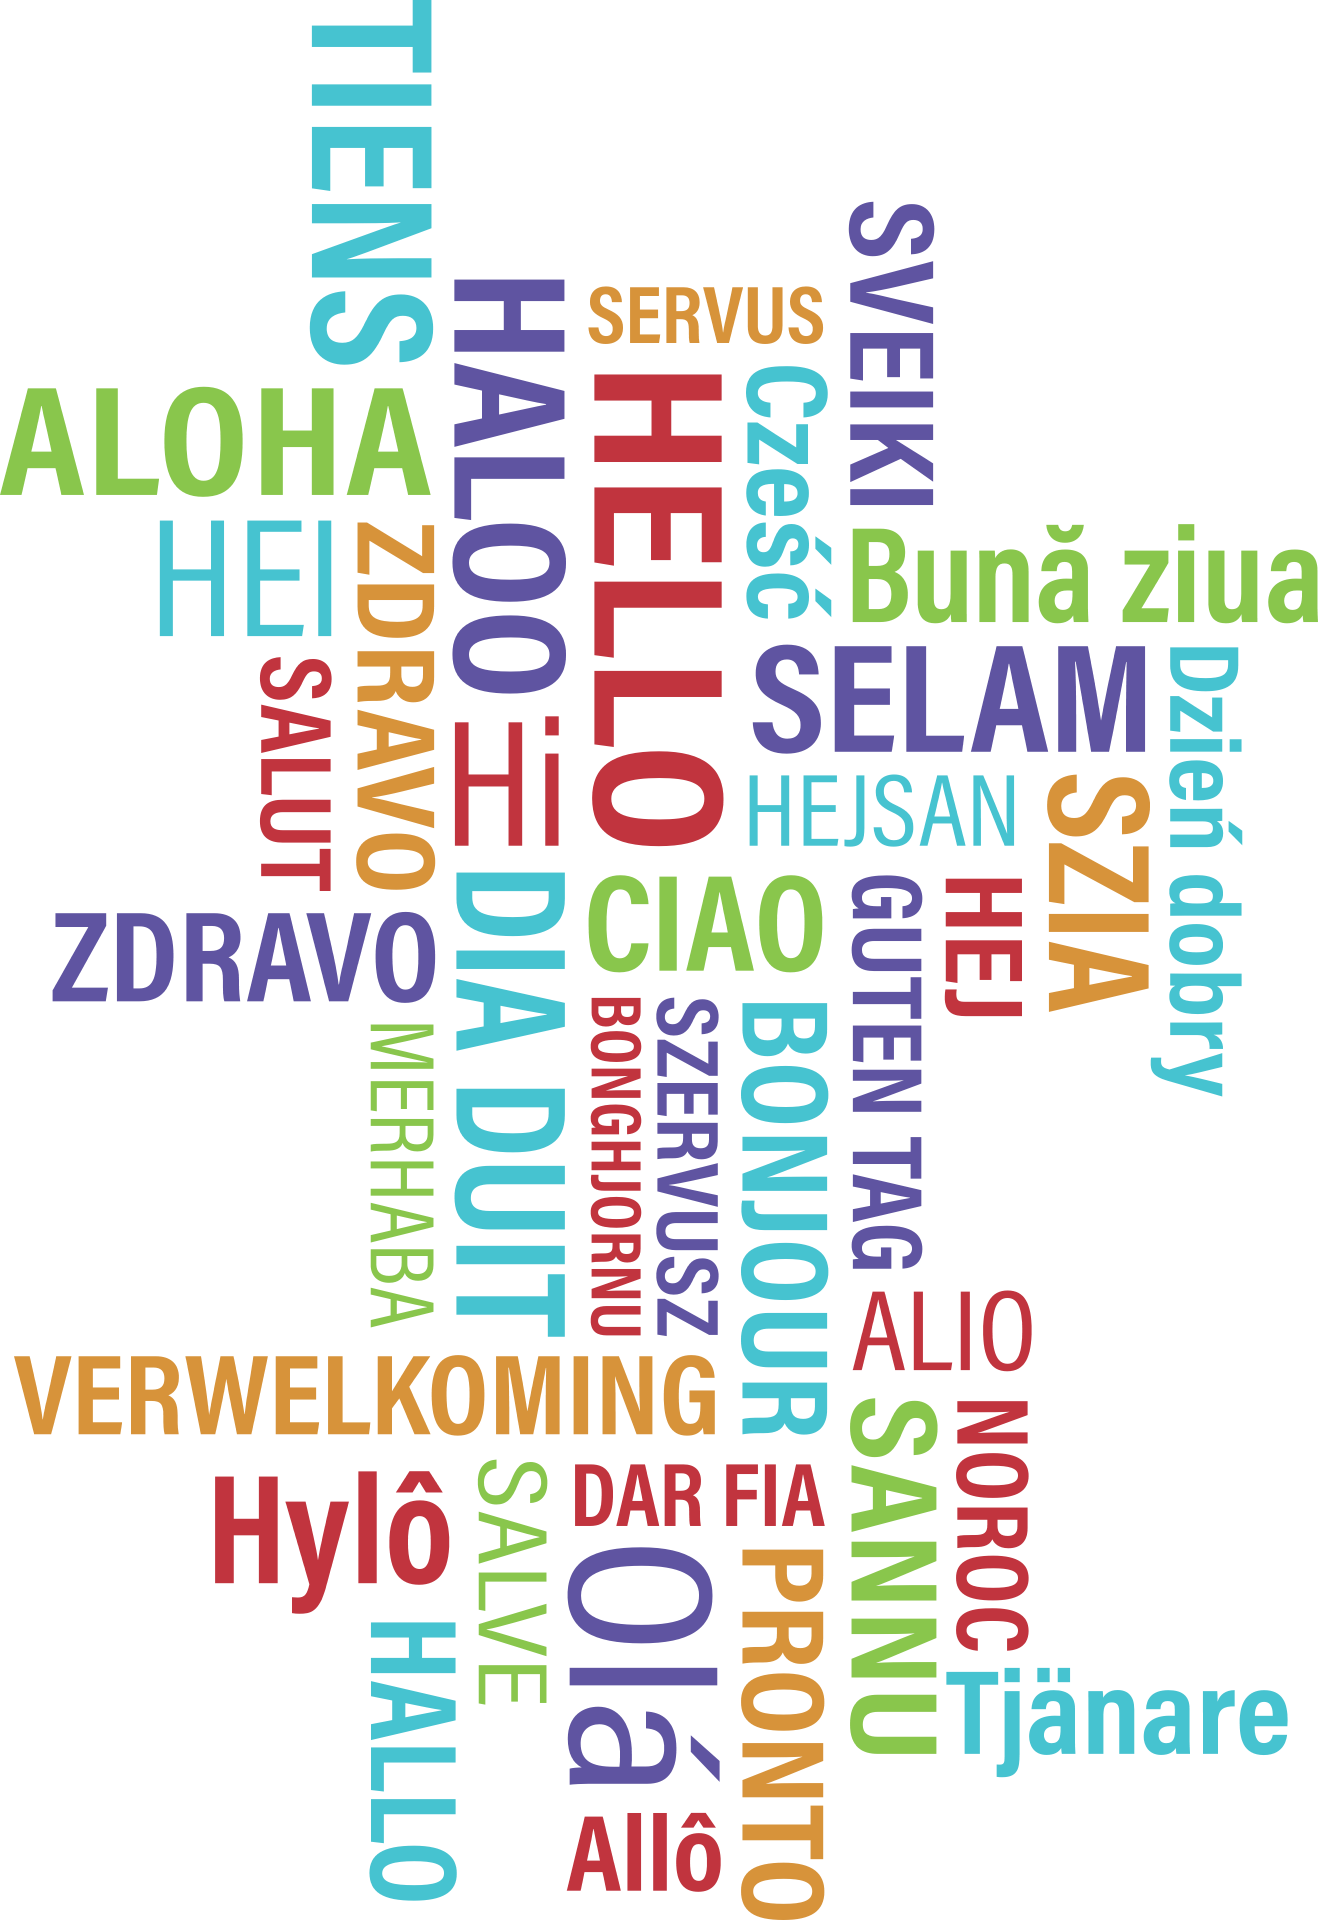 TIENS
SVEIKI
HALOO
SERVUS
HELLO
Cześć
ALOHA
HEI
ZDRAVO
Bună ziua
SELAM
Dzień dobry
SALUT
Hi
HEJSAN
SZIA
DIA DUIT
CIAO
GUTEN TAG
HEJ
ZDRAVO
BONGHJORNU
SZERVUSZ
BONJOUR
MERHABA
ALIO
VERWELKOMING
SANNU
NOROC
Hylô
SALVE
DAR FIA
Olá
PRONTO
HALLO
Tjänare
Allô